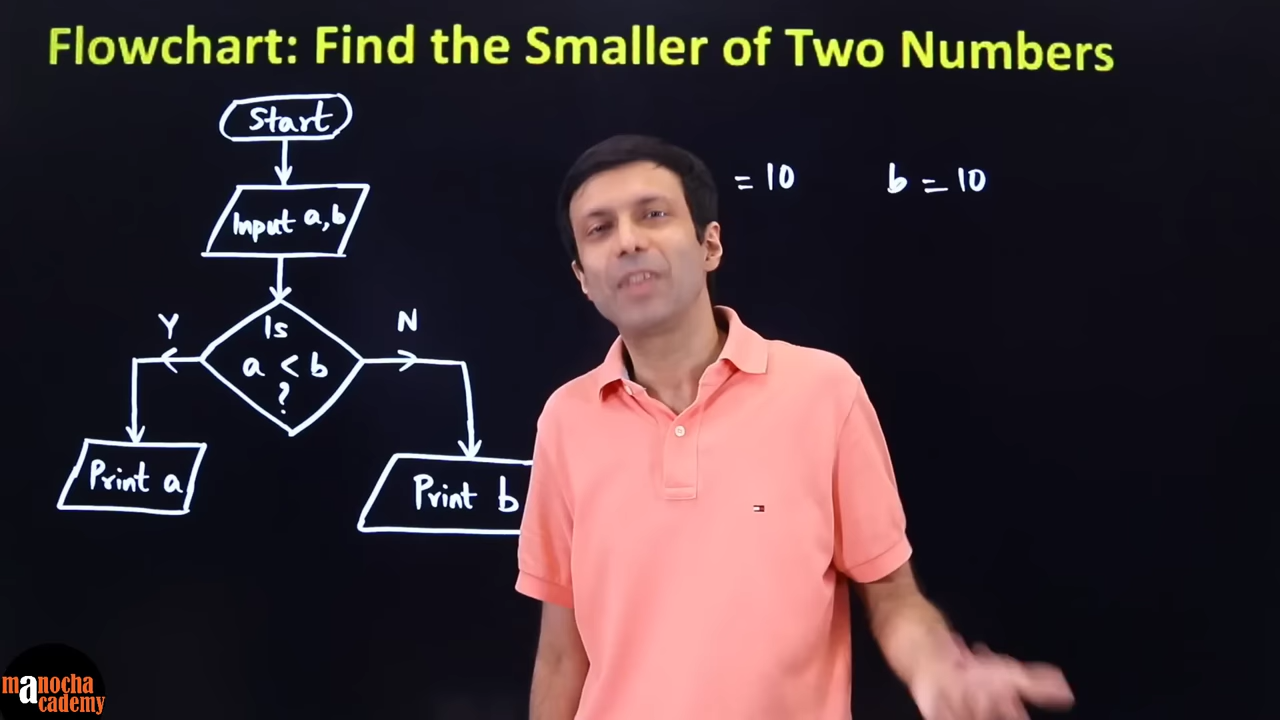 Flowchart: Find the Smaller of Two Numbers
Start
= 10 b = 10
Input a, b
Y
N
Is
a < b
?
Print a
Print b
manocha
academy